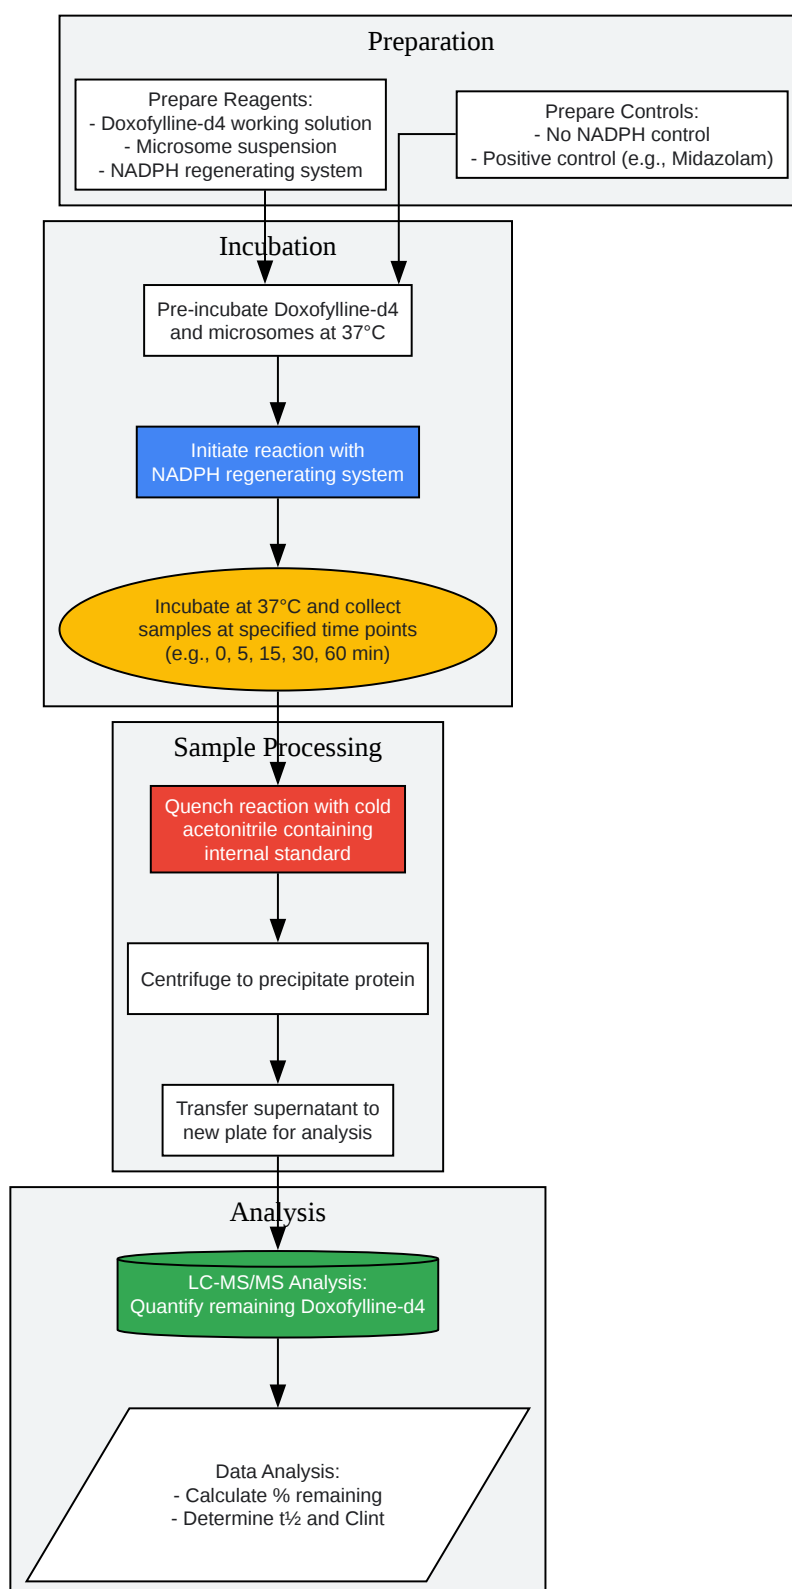 Preparation
Prepare Reagents:
- Doxofylline-d4 working solution
- Microsome suspension
- NADPH regenerating system
Prepare Controls:
- No NADPH control
- Positive control (e.g., Midazolam)
Incubation
Pre-incubate Doxofylline-d4
and microsomes at 37°C
Initiate reaction with
NADPH regenerating system
Incubate at 37°C and collect
samples at specified time points
(e.g., 0, 5, 15, 30, 60 min)
Sample Processing
Quench reaction with cold
acetonitrile containing
internal standard
Centrifuge to precipitate protein
Transfer supernatant to
new plate for analysis
Analysis
LC-MS/MS Analysis:
Quantify remaining Doxofylline-d4
Data Analysis:
- Calculate % remaining
- Determine t½ and Clint